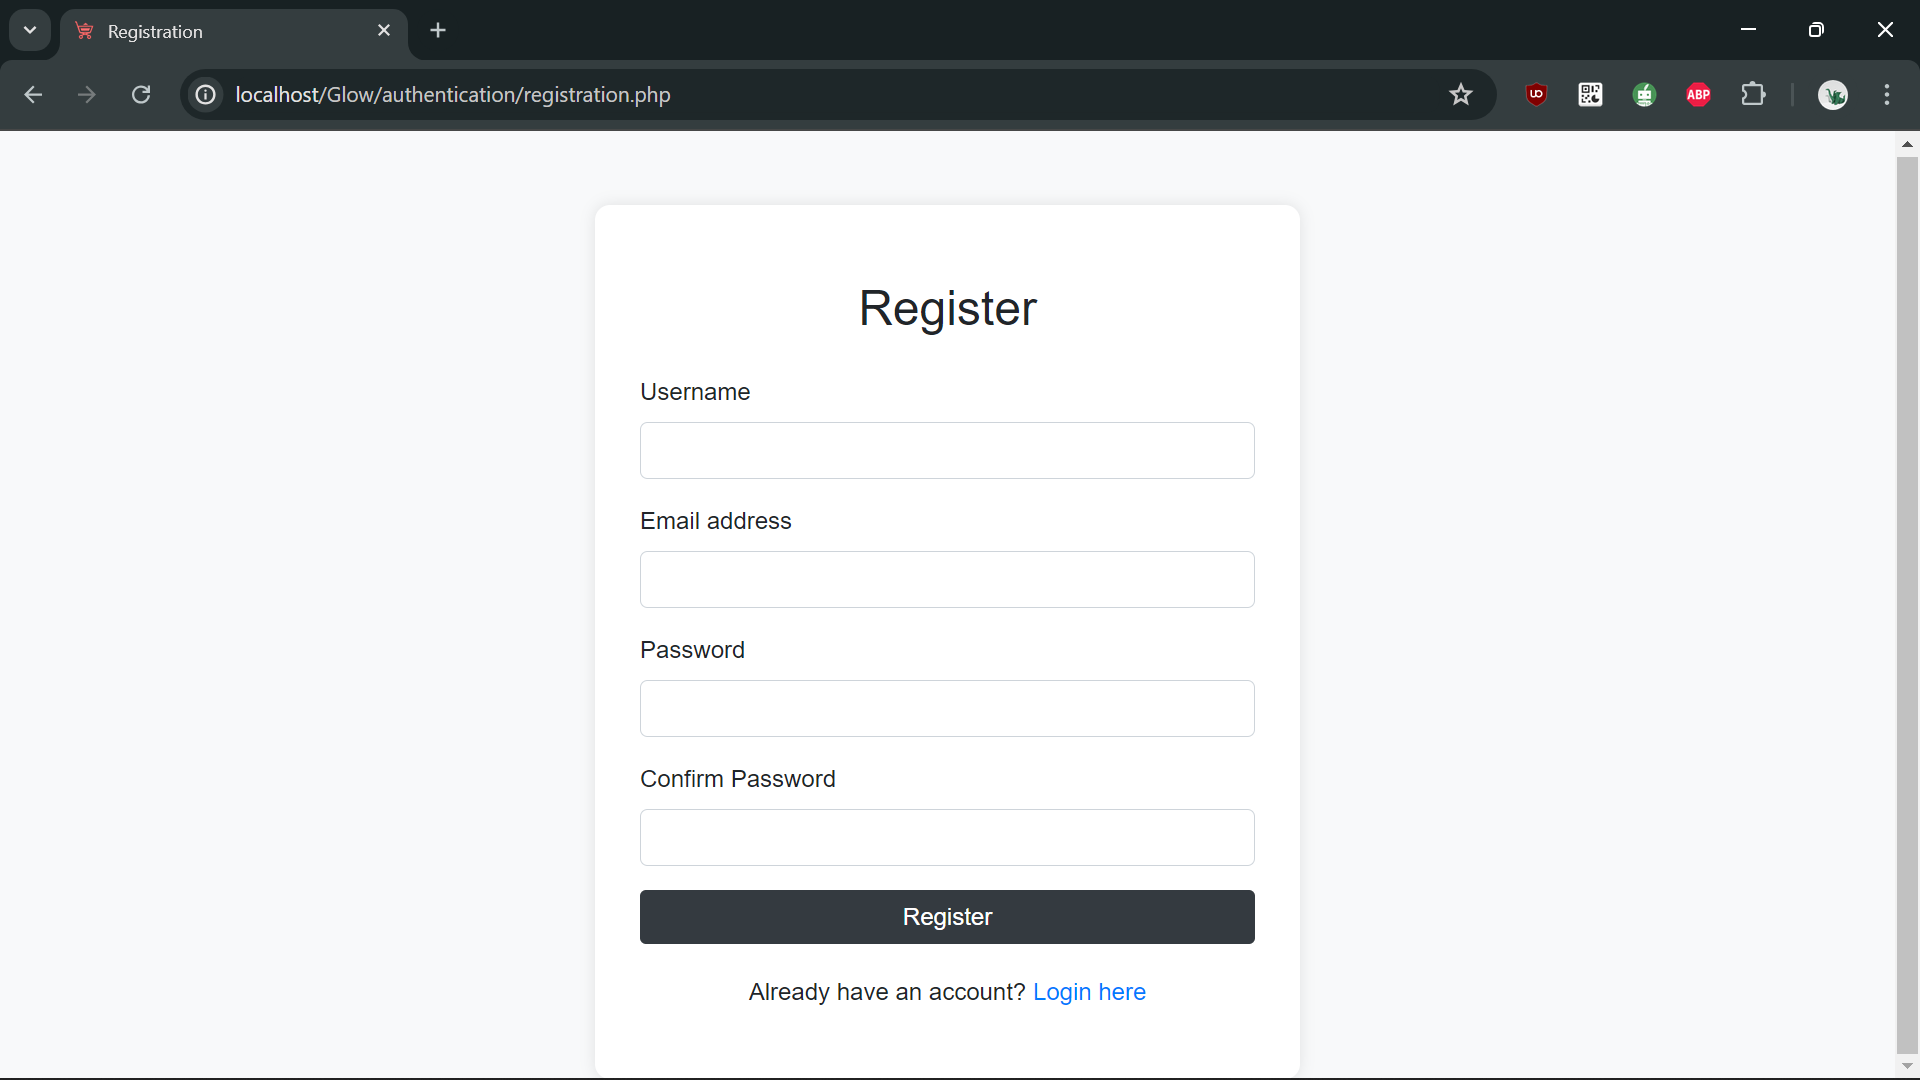 Registration
localhost/Glow/authentication/registration.php
UO
ABP
Register
Username
Email address
Password
Confirm Password
Register
Already have an account? Login here